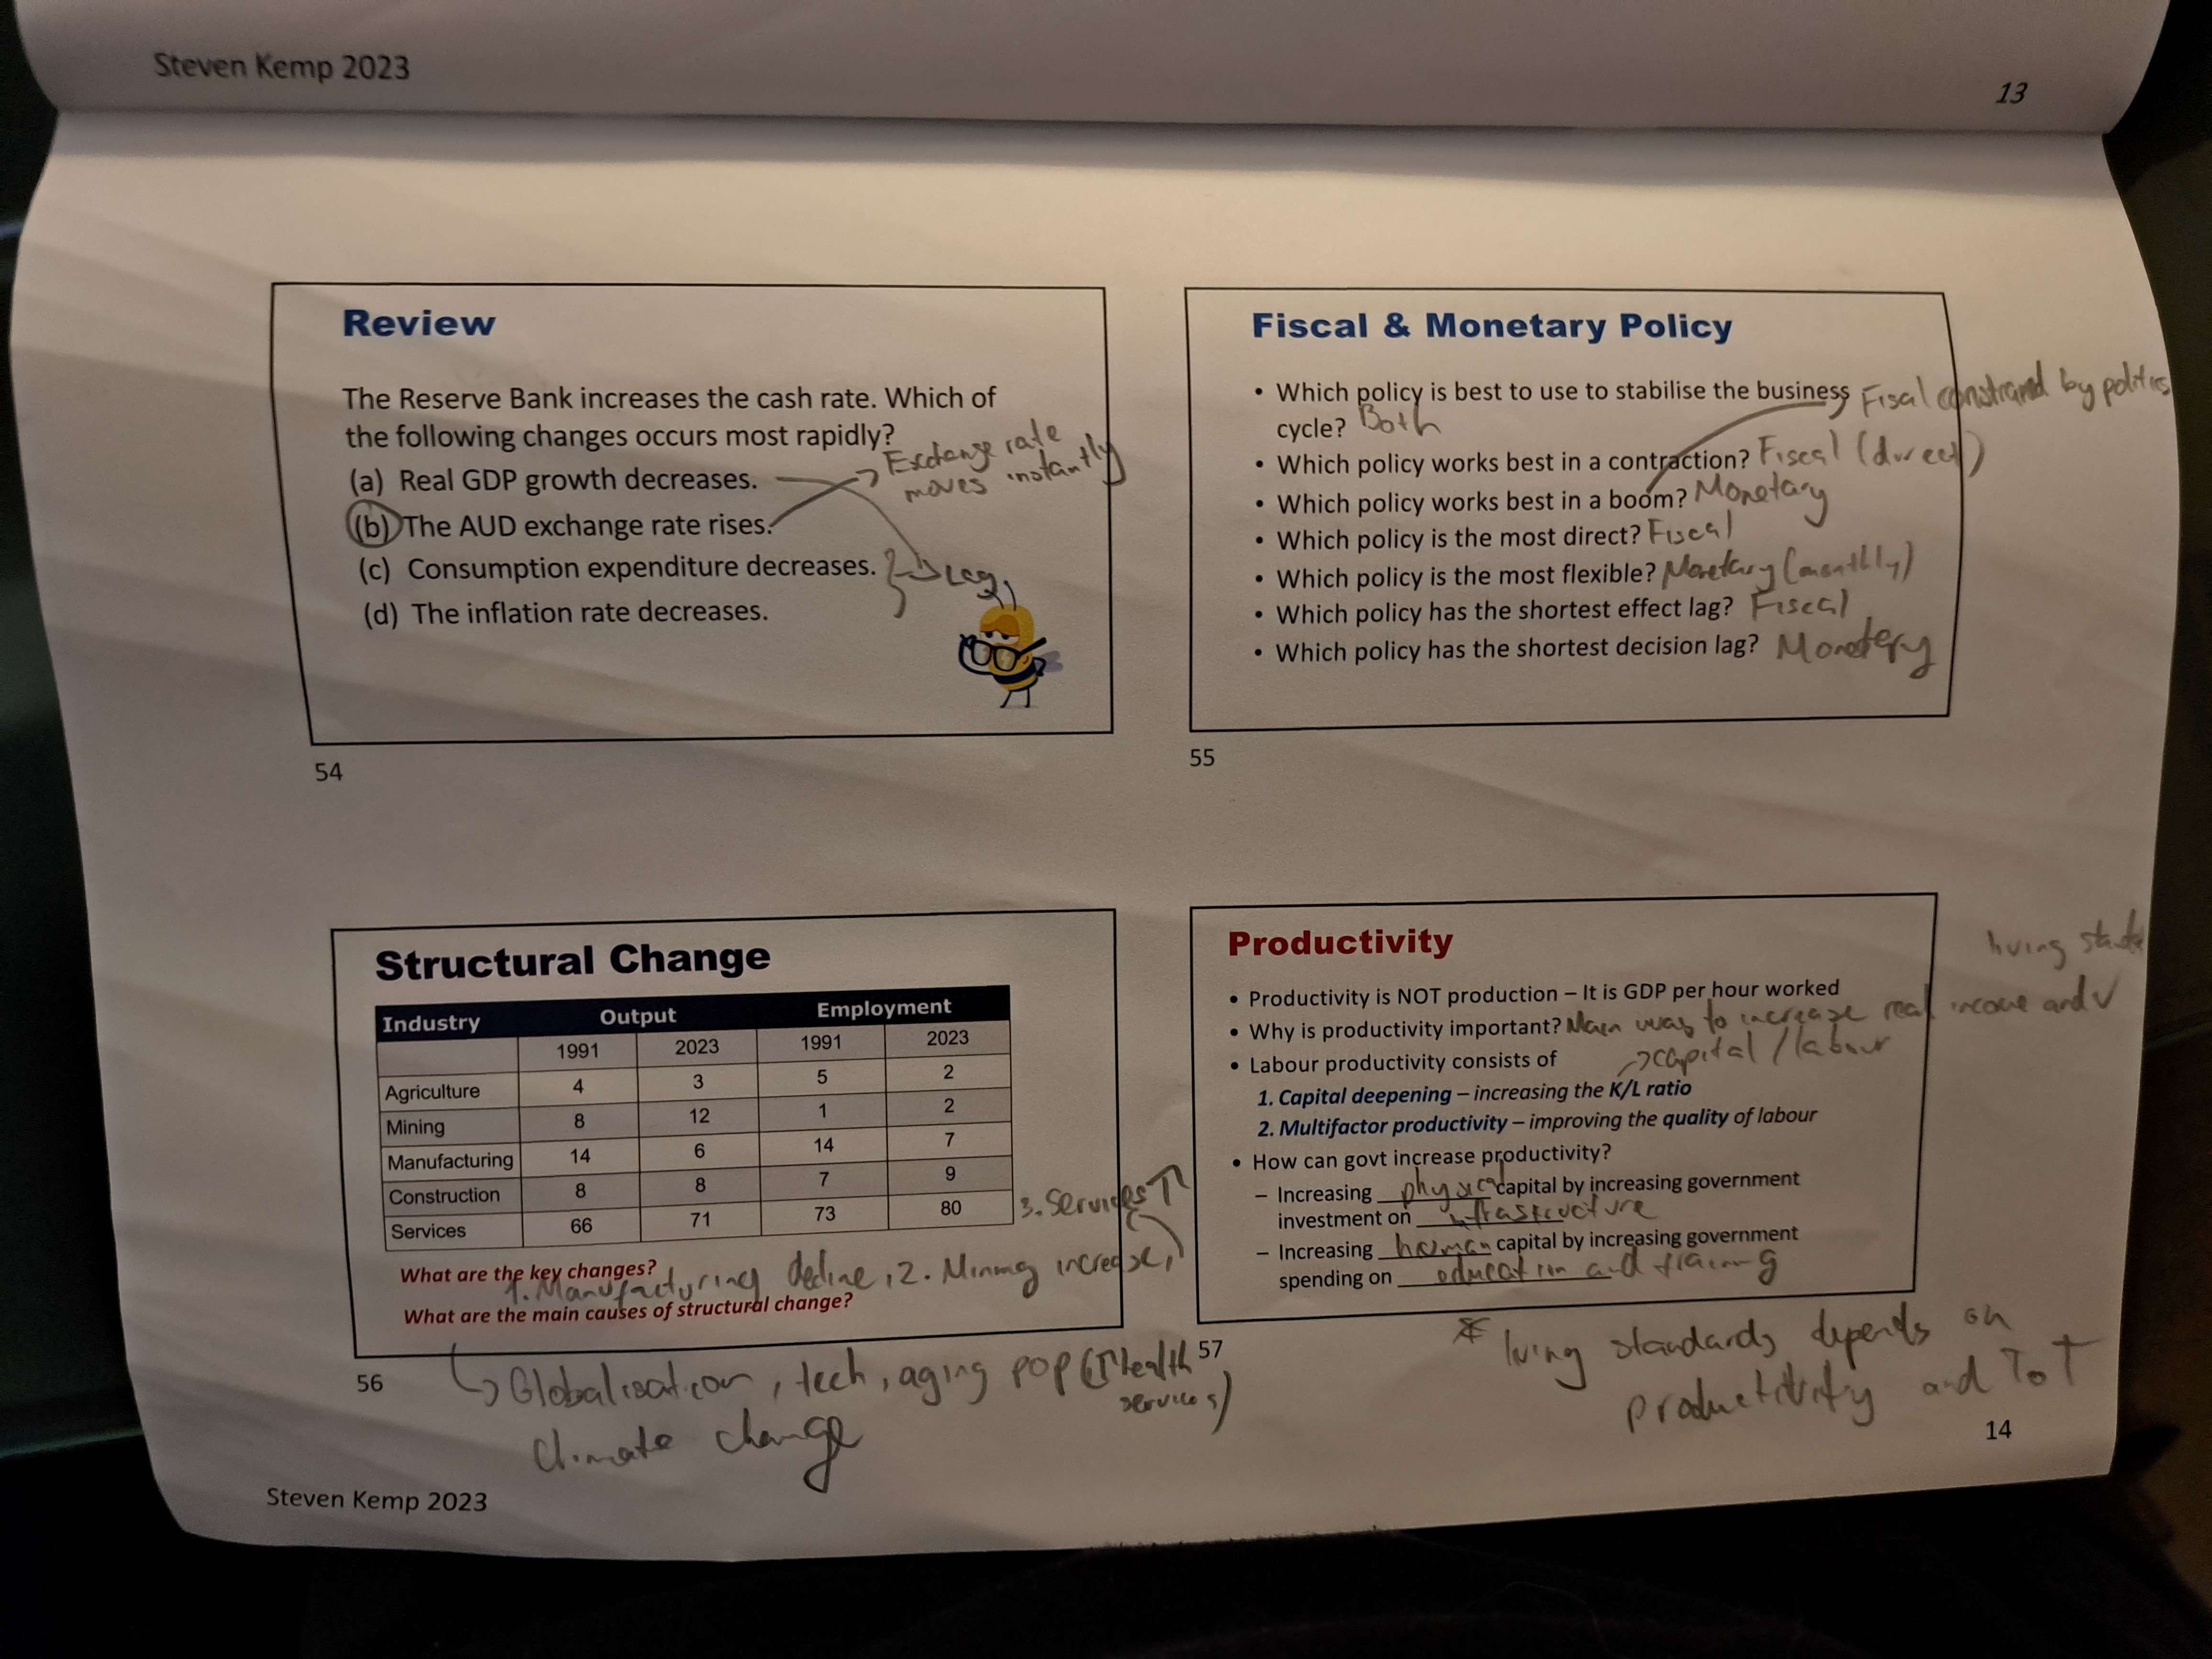 Steven Kemp 2023
13
Review
The Reserve Bank increases the cash rate. Which of
the following changes occurs most rapidly?
(a) Real GDP growth decreases.
(b) The AUD exchange rate rises.
(c) Consumption expenditure decreases.
(d) The inflation rate decreases.
Exchange rate
moves instantly
Lag
54
Fiscal & Monetary Policy
• Which policy is best to use to stabilise the business
cycle? Both
Fiscal constrained by politics
• Which policy works best in a contraction? Fiscal (direct)
• Which policy works best in a boom? Monetary
• Which policy is the most direct? Fiscal
• Which policy is the most flexible? Monetary (monthly)
• Which policy has the shortest effect lag? Fiscal
• Which policy has the shortest decision lag? Monetary
55
Structural Change
Industry Output Employment
1991 2023 1991 2023
Agriculture 4 3 5 2
Mining 8 12 1 2
Manufacturing 14 6 14 7
Construction 8 8 7 9
Services 66 71 73 80
What are the key changes?
1. Manufacturing decline, 2. Mining increase,
3. Services ↑
What are the main causes of structural change?
→ Globalisation, tech, aging pop (↑health
services)
Climate change
56
Productivity
• Productivity is NOT production – It is GDP per hour worked
• Why is productivity important? Main way to increase real income and
living
• Labour productivity consists of
→ capital / labour
1. Capital deepening – increasing the K/L ratio
2. Multifactor productivity – improving the quality of labour
• How can govt increase productivity?
– Increasing physical capital by increasing government
investment on infrastructure
– Increasing human capital by increasing government
spending on education and training
57
* living standards depends on
productivity and ToT
14
Steven Kemp 2023